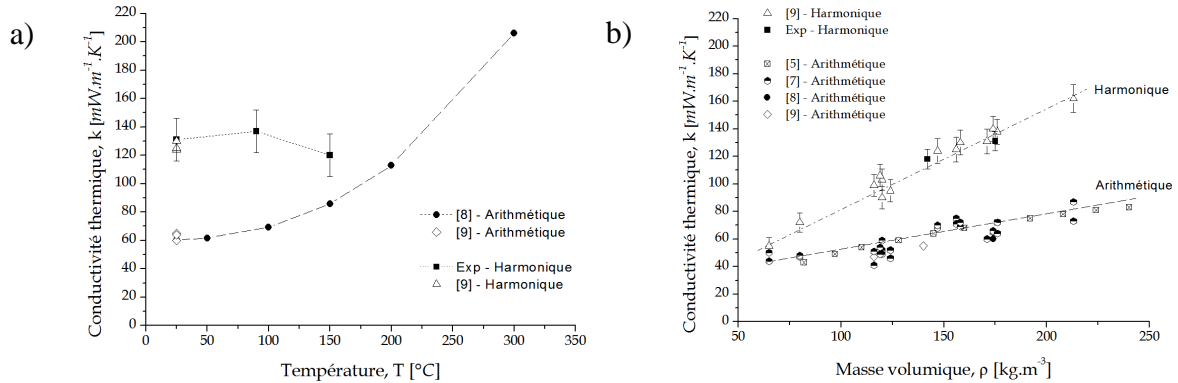 a)
Conductivité thermique, k [mW.m⁻¹.K⁻¹]
220
200
180
160
140
120
100
80
60
40
20
0
0
50
100
150
200
250
300
350
Température, T [°C]
[8] - Arithmétique
[9] - Arithmétique
Exp - Harmonique
[9] - Harmonique
b)
Conductivité thermique, k [mW.m⁻¹.K⁻¹]
200
180
160
140
120
100
80
60
40
20
0
50
100
150
200
250
Masse volumique, ρ [kg.m⁻³]
[9] - Harmonique
Exp - Harmonique
[5] - Arithmétique
[7] - Arithmétique
[8] - Arithmétique
[9] - Arithmétique
Harmonique
Arithmétique